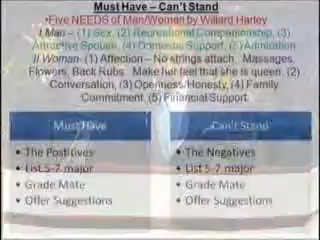 Must Have – Can't Stand
•Five NEEDS of Man/Woman by Willard Harley
I Man – (1) Sex, (2) Recreational Companionship, (3)
Attractive Spouse, (4) Domestic Support, (5) Admiration
II Woman- (1) Affection – No strings attach. Massages,
Flowers, Back Rubs. Make her feel that she is queen, (2)
Conversation, (3) Openness/Honesty, (4) Family
Commitment, (5) Financial Support
Must Have
• The Postitives
• List 5-7 major
• Grade Mate
• Offer Suggestions
Can't Stand
• The Negatives
• List 5-7 major
• Grade Mate
• Offer Suggestions